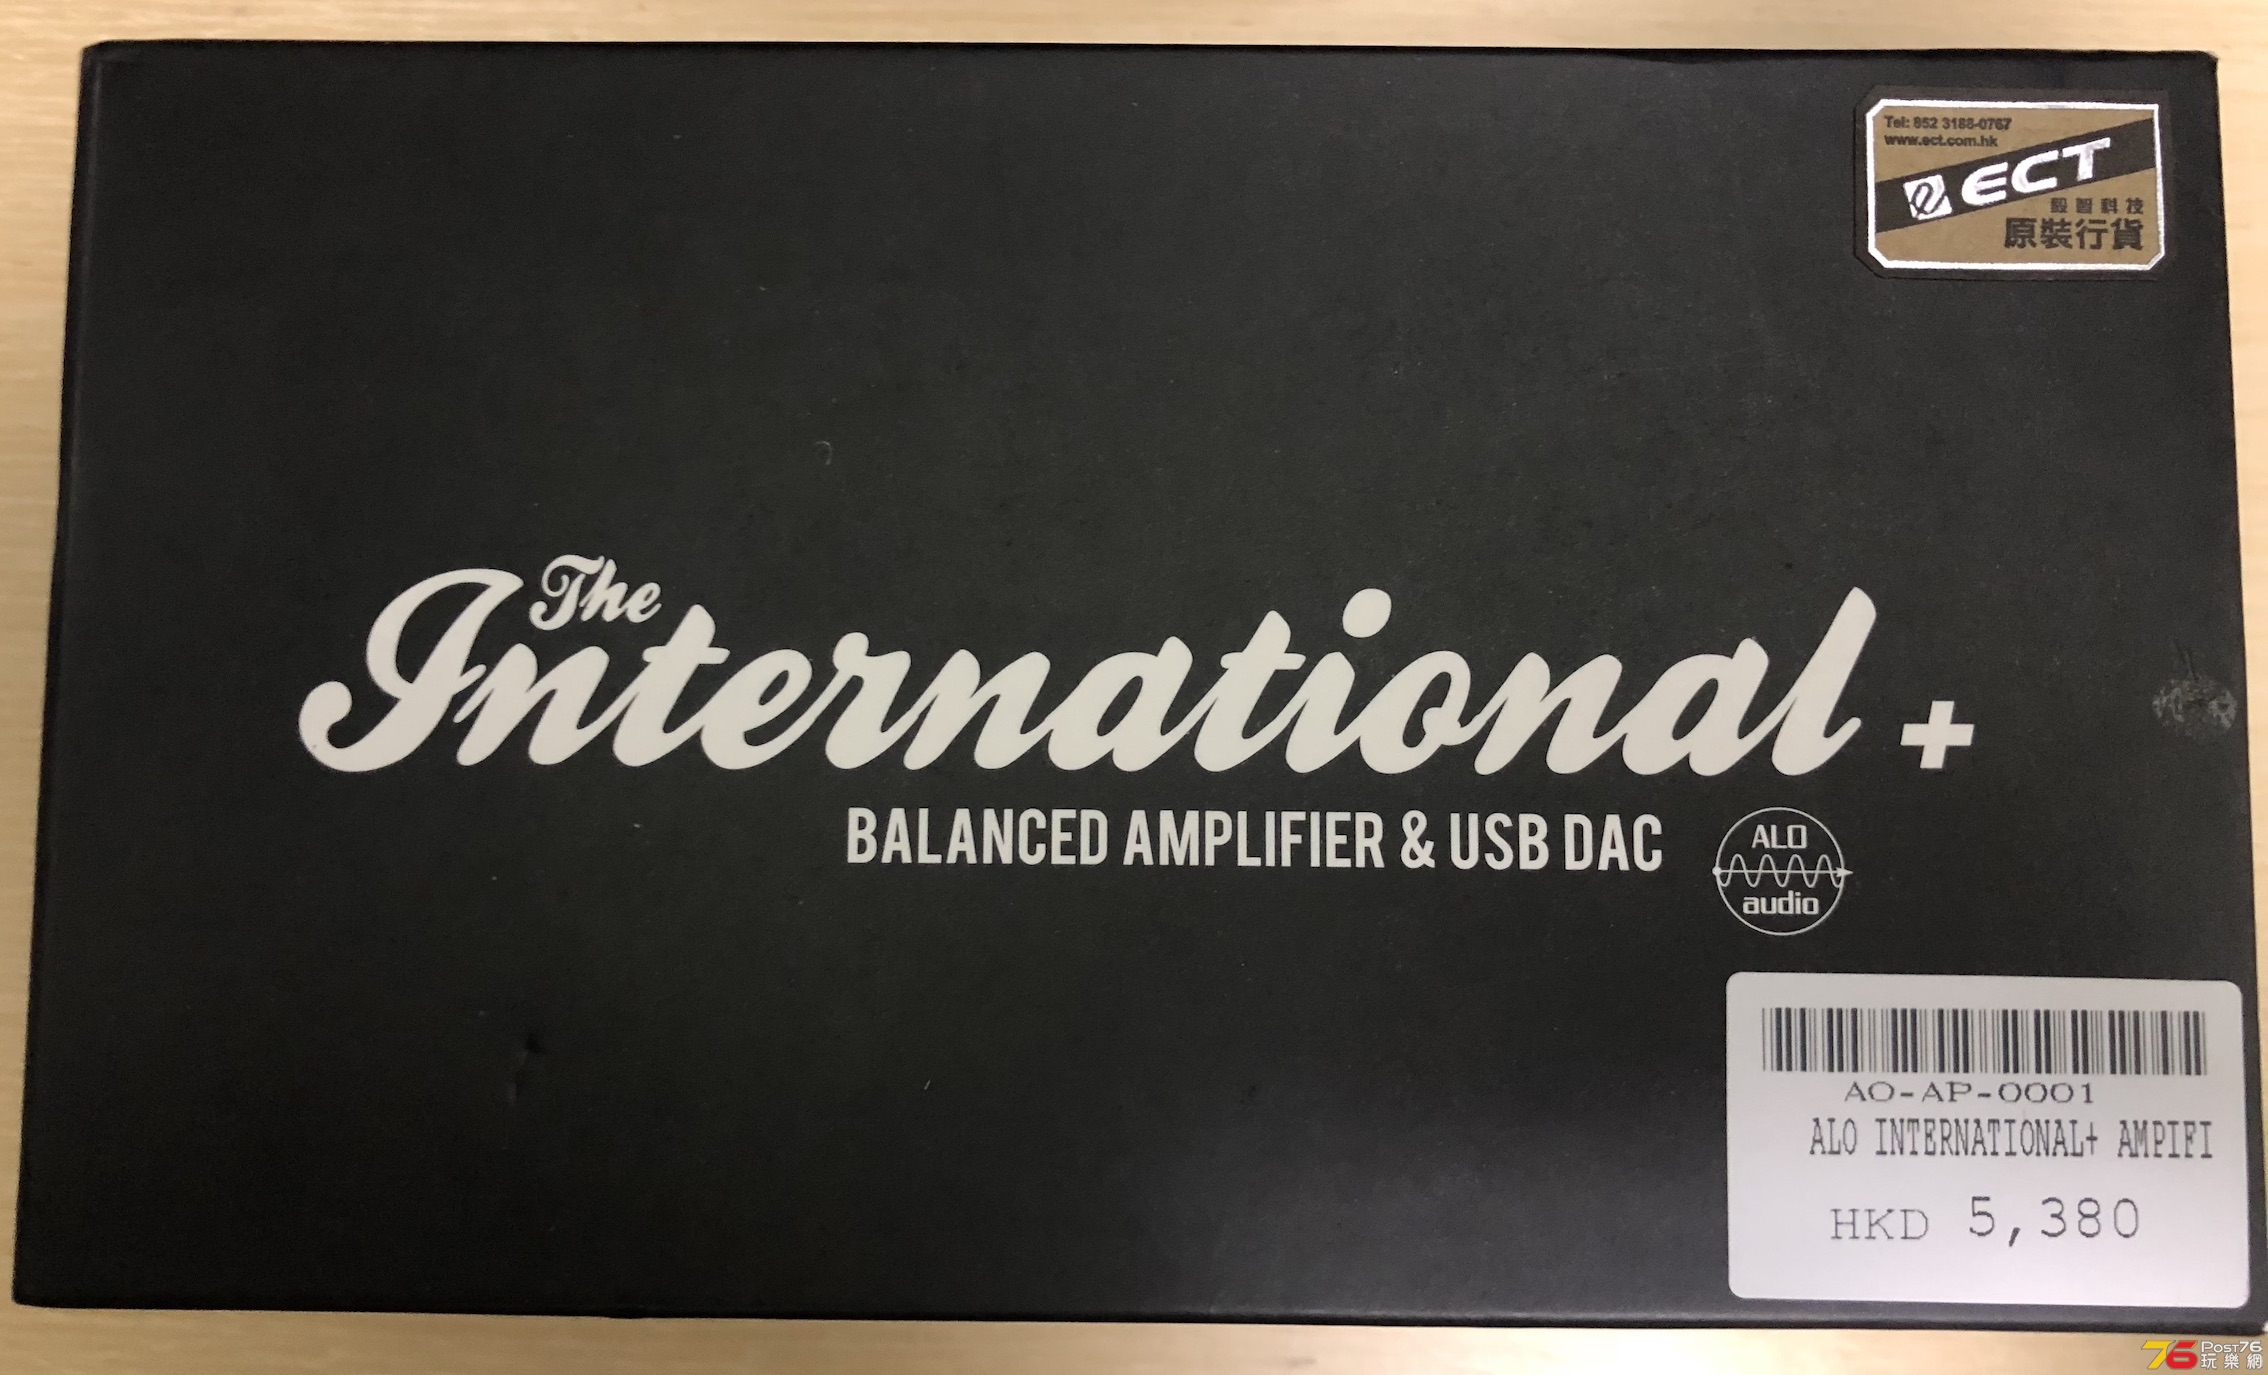 Tel: 852 3188-0767
www.ect.com.hk
e ECT
毅智科技
原裝行貨
The
International +
BALANCED AMPLIFIER & USB DAC
ALO
audio
AO-AP-0001
ALO INTERNATIONAL+ AMPIFI
HKD 5,380
76 Post76
玩樂網